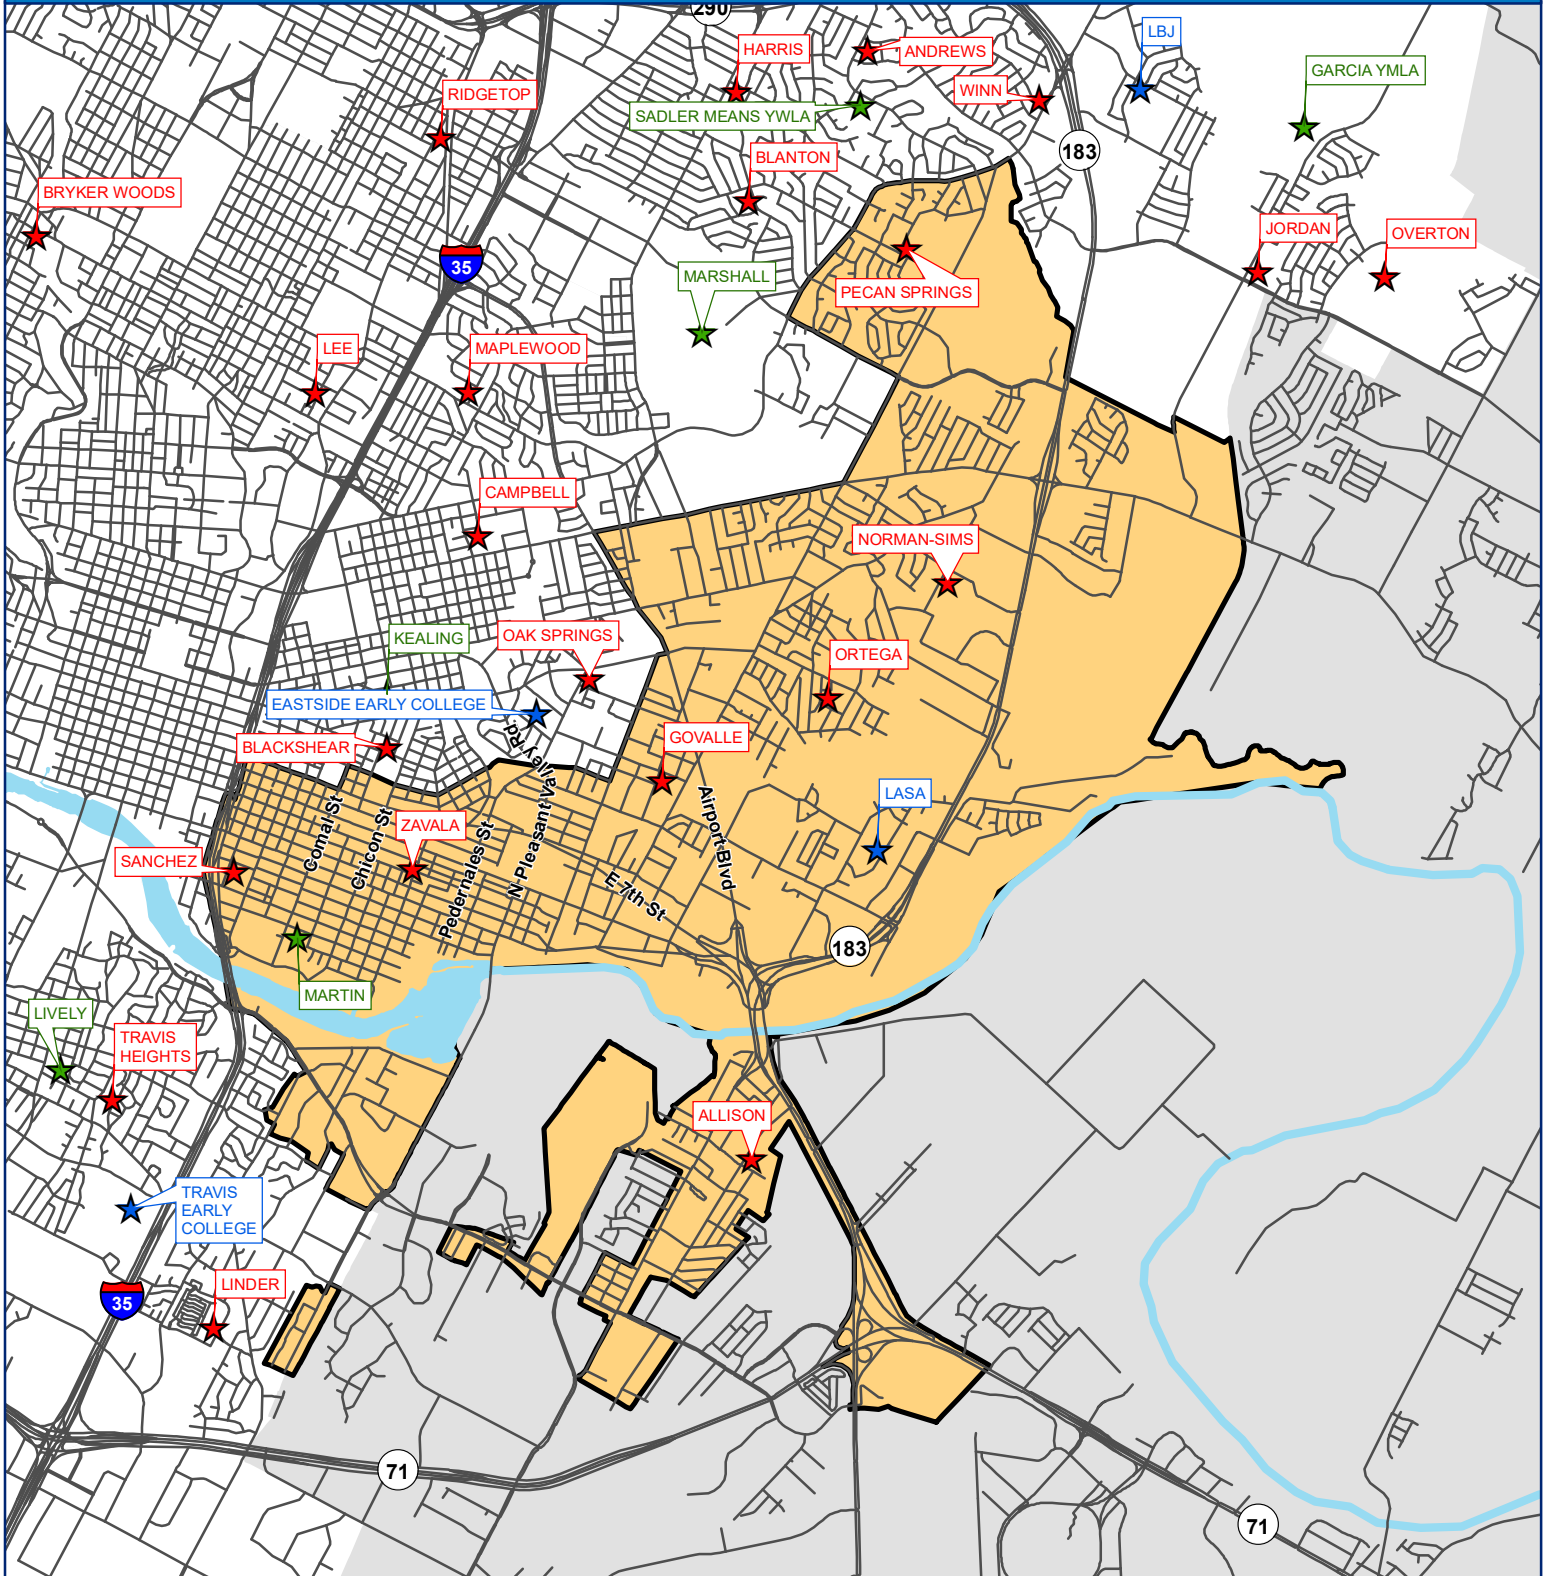 290
LBJ
HARRIS
ANDREWS
GARCIA YMLA
RIDGETOP
WINN
SADLER MEANS YWLA
183
BLANTON
BRYKER WOODS
JORDAN
OVERTON
35
MARSHALL
PECAN SPRINGS
LEE
MAPLEWOOD
CAMPBELL
NORMAN-SIMS
KEALING
OAK SPRINGS
ORTEGA
EASTSIDE EARLY COLLEGE
BLACKSHEAR
GOVALLE
N Pleasant Valley Rd
LASA
Comal St
Chicon St
ZAVALA
Pedernales St
Airport Blvd
SANCHEZ
E 7th St
183
MARTIN
LIVELY
TRAVIS
HEIGHTS
ALLISON
TRAVIS
EARLY
COLLEGE
LINDER
35
71
71